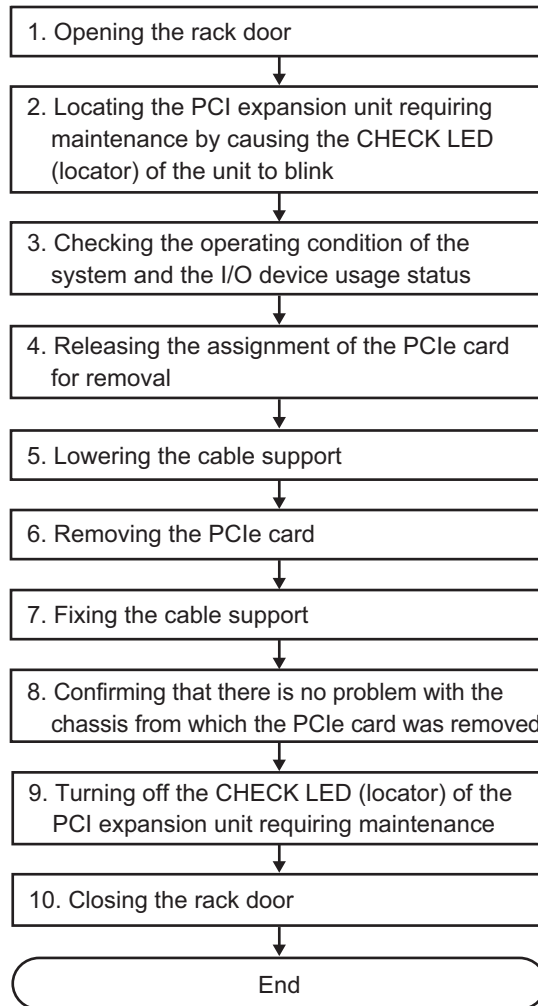 1. Opening the rack door
2. Locating the PCI expansion unit requiring
maintenance by causing the CHECK LED
(locator) of the unit to blink
3. Checking the operating condition of the
system and the I/O device usage status
4. Releasing the assignment of the PCIe card
for removal
5. Lowering the cable support
6. Removing the PCIe card
7. Fixing the cable support
8. Confirming that there is no problem with the
chassis from which the PCIe card was removed
9. Turning off the CHECK LED (locator) of the
PCI expansion unit requiring maintenance
10. Closing the rack door
End